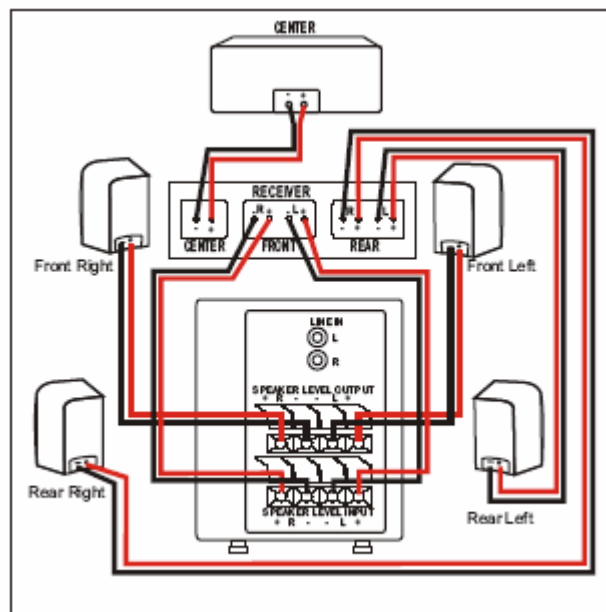 CENTER
- +
RECEIVER
- R + - L +
R L
- + - + - +
CENTER FRONT REAR
Front Right
Front Left
LINE IN
L
R
SPEAKER LEVEL OUTPUT
+ R - - L +
Rear Right
Rear Left
SPEAKER LEVEL INPUT
+ R - - L +